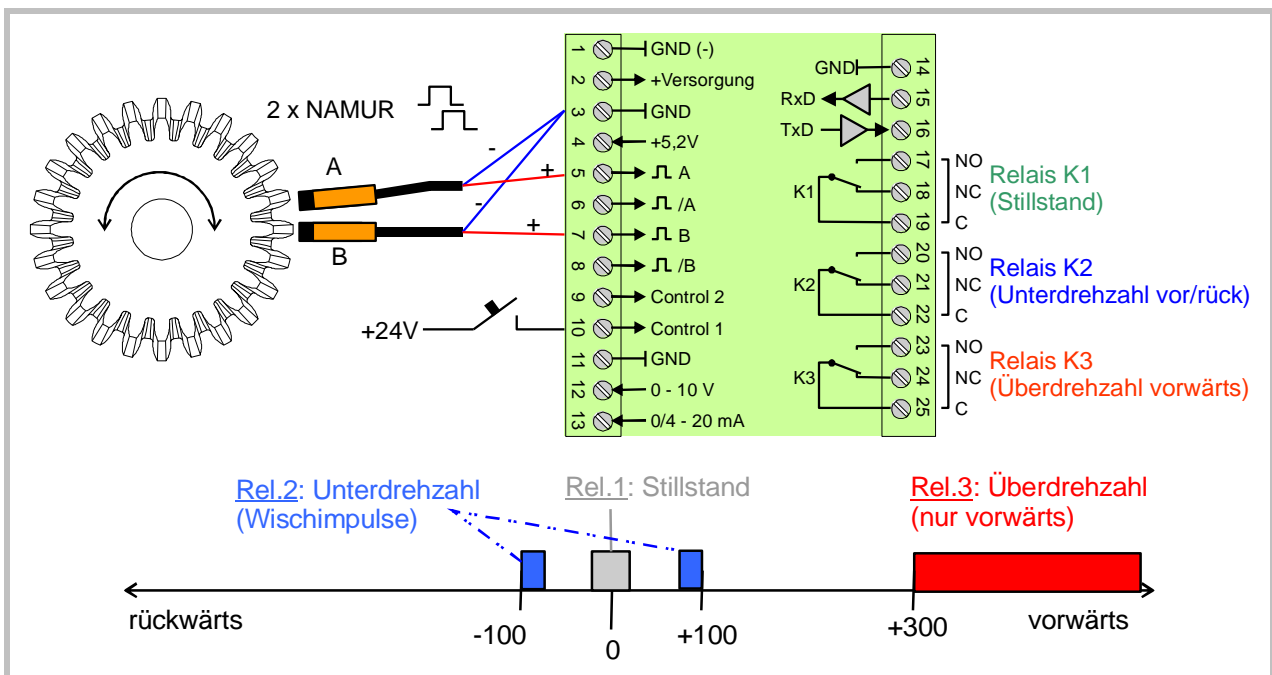 2 x NAMUR
A
B
-
+
-
+
+24V
1 GND (-)
2 +Versorgung
3 GND
4 +5,2V
5 A
6 /A
7 B
8 /B
9 Control 2
10 Control 1
11 GND
12 0 - 10 V
13 0/4 - 20 mA
GND 14
RxD 15
TxD 16
17 NO
K1 18 NC
19 C
Relais K1
(Stillstand)
20 NO
K2 21 NC
22 C
Relais K2
(Unterdrehzahl vor/rück)
23 NO
K3 24 NC
25 C
Relais K3
(Überdrehzahl vorwärts)
Rel.2: Unterdrehzahl
(Wischimpulse)
Rel.1: Stillstand
Rel.3: Überdrehzahl
(nur vorwärts)
rückwärts
-100
0
+100
+300
vorwärts